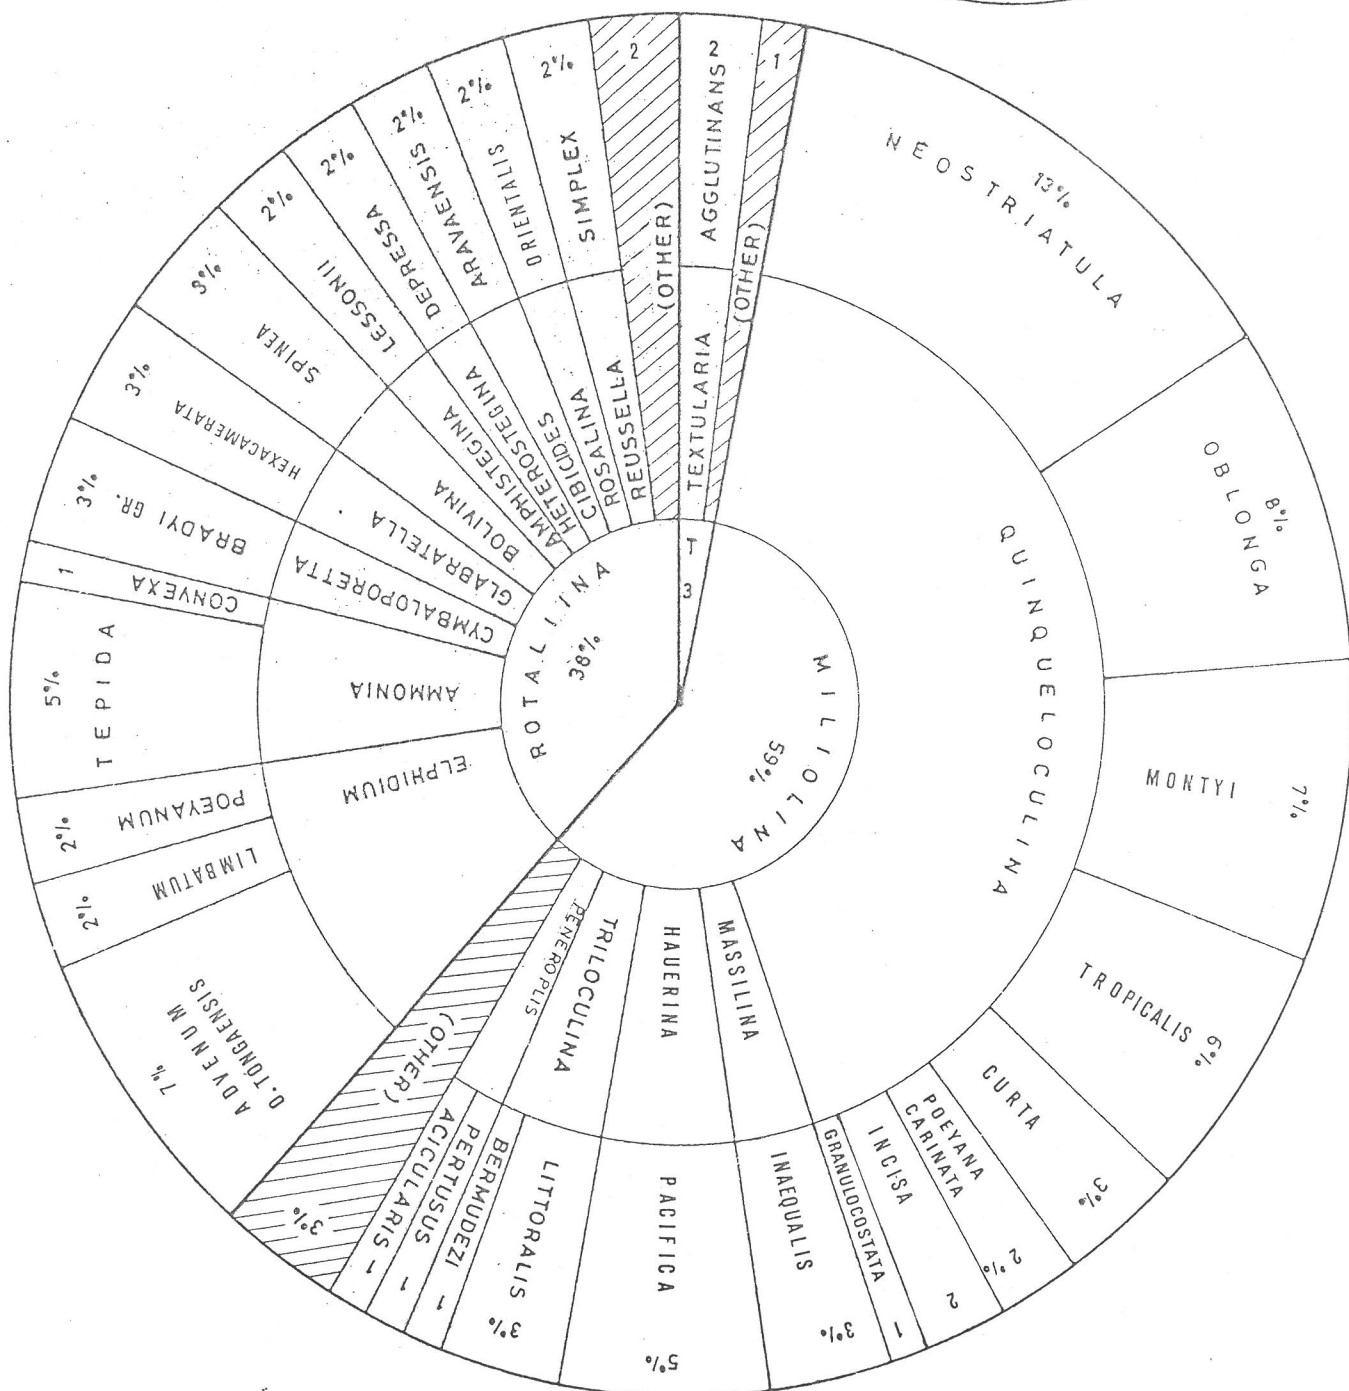 T
3
MILIOLINA
59%
ROTALIINA
38%
TEXTULARIA
(OTHER)
QUINQUELOCULINA
MASSILINA
HAUERINA
TRILOCULINA
PENEROPLIS
(OTHER)
ELPHIDIUM
AMMONIA
CYMBALOPORETTA
GLABRATELLA
BOLIVINA
AMPHISTEGINA
HETEROSTEGINA
CIBICIDES
ROSALINA
REUSSELLA
(OTHER)
AGGLUTINANS 2
1
NEOSTRIATULA
13%
OBLONGA
8%
MONTYI
7%
TROPICALIS
6%
CURTA
3%
POEYANA
CARINATA
2%
INCISA
2
GRANULOCOSTATA
1
INAEQUALIS
3%
PACIFICA
5%
LITTORALIS
3%
BERMUDEZI
1
PERTUSUS
1
ACICULARIS
1
3%
ADVENUM
O. TONGAENSIS
7%
LIMBATUM
2%
POEYANUM
2%
TEPIDA
5%
CONVEXA
1
BRADYI GR.
3%
HEXACAMERATA
3%
SPINEA
3%
LESSONII
2%
DEPRESSA
2%
ARAVAENSIS
2%
ORIENTALIS
2%
SIMPLEX
2%
2